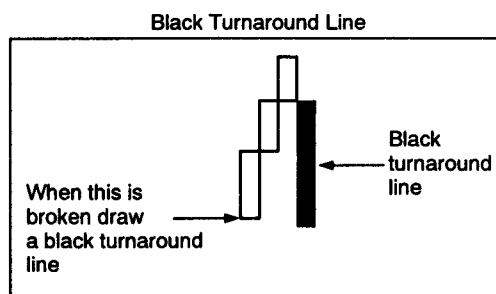 Black Turnaround Line
When this is
broken draw
a black turnaround
line
Black
turnaround
line